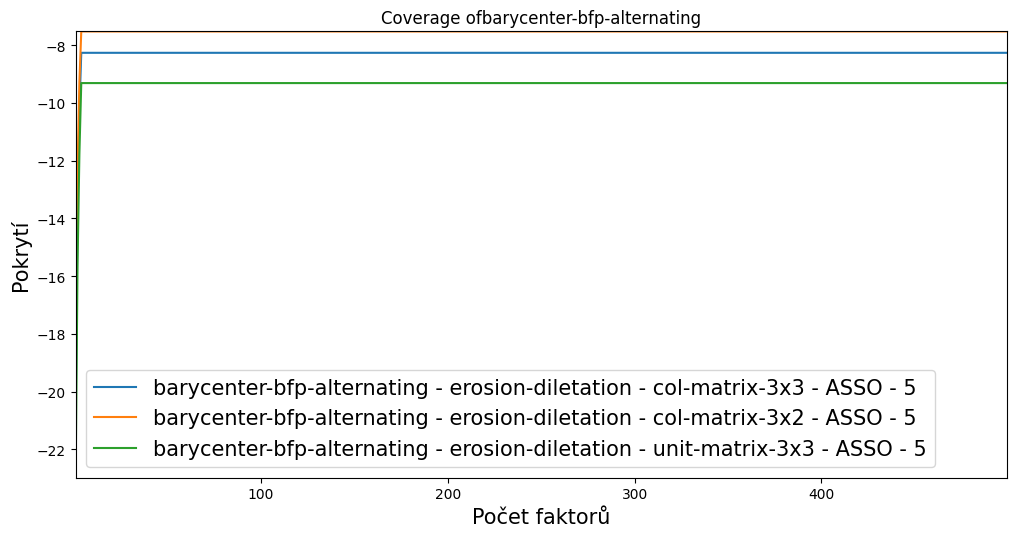 Coverage ofbarycenter-bfp-alternating
−8
−10
−12
−14
−16
−18
−20
−22
Pokrytí
barycenter-bfp-alternating - erosion-diletation - col-matrix-3x3 - ASSO - 5
barycenter-bfp-alternating - erosion-diletation - col-matrix-3x2 - ASSO - 5
barycenter-bfp-alternating - erosion-diletation - unit-matrix-3x3 - ASSO - 5
100 200 300 400
Počet faktorů